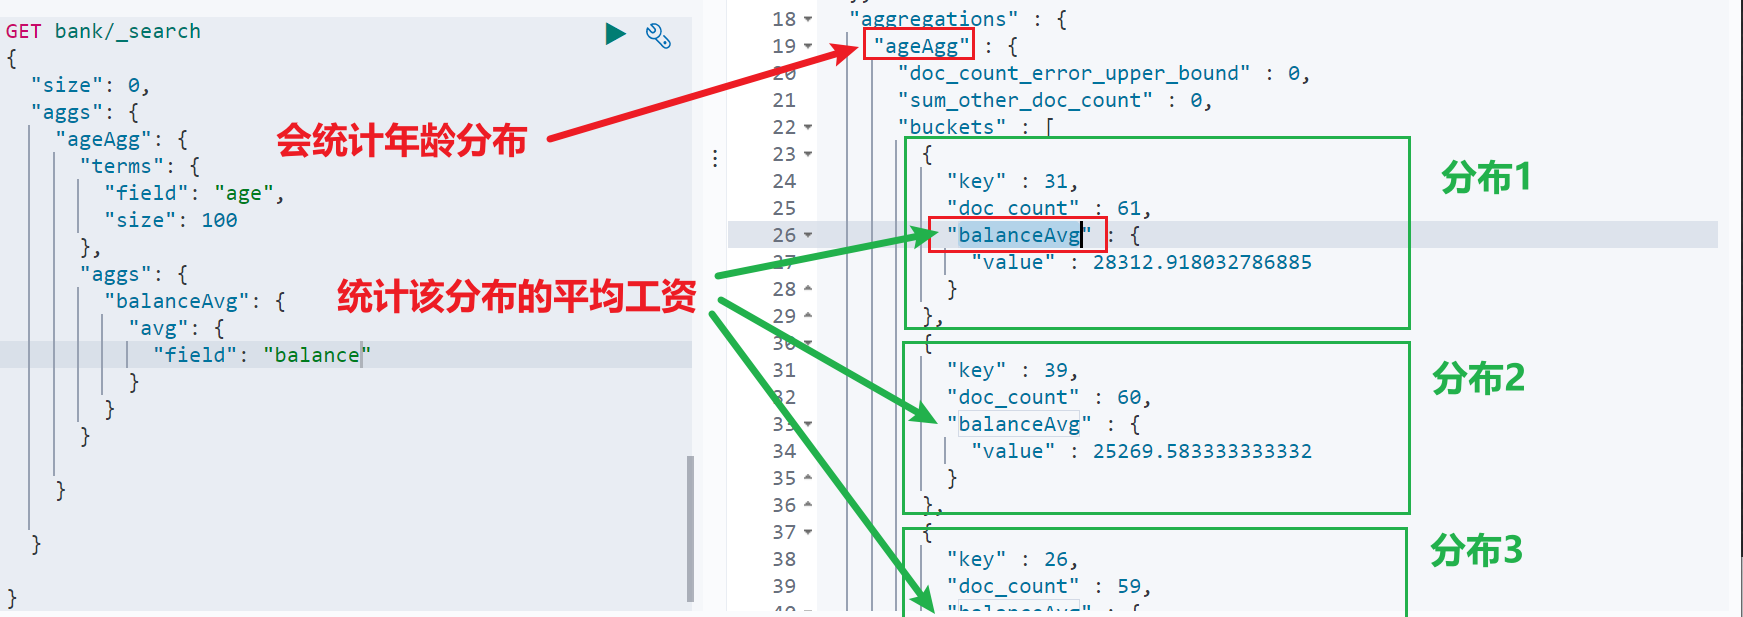 GET bank/_search
{
"size": 0,
"aggs": {
"ageAgg": {
"terms": {
"field": "age",
"size": 100
},
"aggs": {
"balanceAvg": {
"avg": {
"field": "balance"
}
}
}
}
}
}
会统计年龄分布
统计该分布的平均工资
18 "aggregations" : {
19 "ageAgg" : {
20 "doc_count_error_upper_bound" : 0,
21 "sum_other_doc_count" : 0,
22 "buckets" : [
23 {
24 "key" : 31,
25 "doc_count" : 61,
26 "balanceAvg" : {
27 "value" : 28312.918032786885
28 }
29 },
30 {
31 "key" : 39,
32 "doc_count" : 60,
33 "balanceAvg" : {
34 "value" : 25269.583333333332
35 }
36 },
37 {
38 "key" : 26,
39 "doc_count" : 59,
40 "balanceAvg" : {
分布1
分布2
分布3